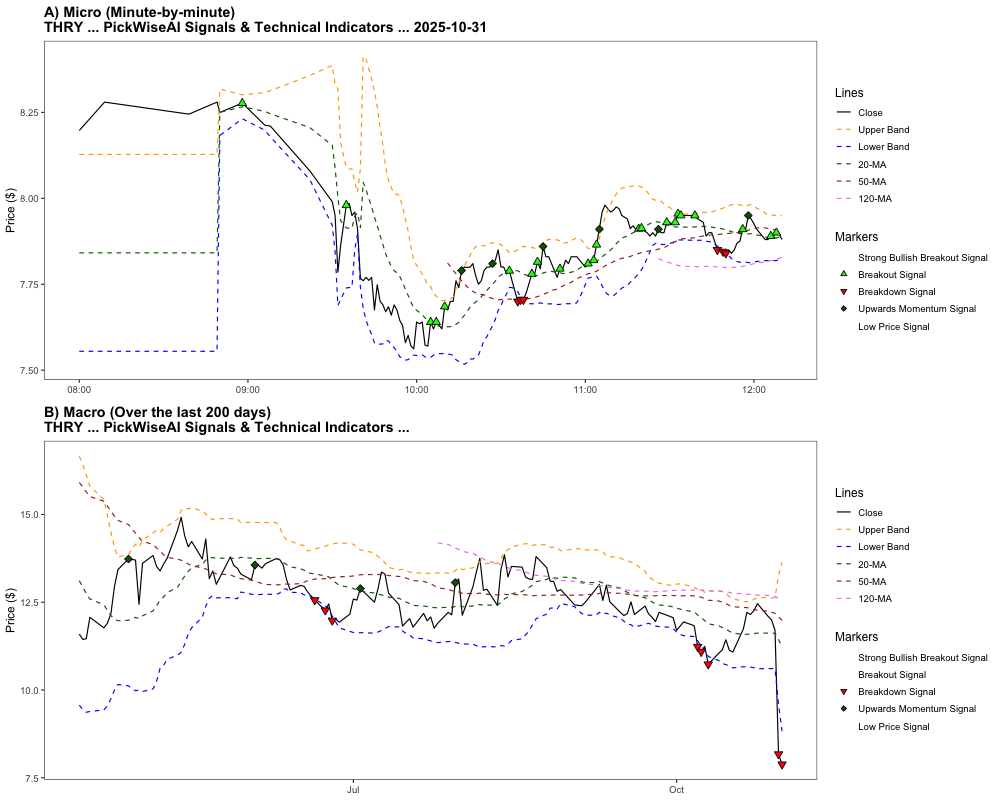 A) Micro (Minute-by-minute)
THRY ... PickWiseAI Signals & Technical Indicators ... 2025-10-31
Price ($)
8.25
8.00
7.75
7.50
08:00
09:00
10:00
11:00
12:00
Lines
Close
Upper Band
Lower Band
20-MA
50-MA
120-MA
Markers
Strong Bullish Breakout Signal
Breakout Signal
Breakdown Signal
Upwards Momentum Signal
Low Price Signal
B) Macro (Over the last 200 days)
THRY ... PickWiseAI Signals & Technical Indicators ...
Price ($)
15.0
12.5
10.0
7.5
Jul
Oct
Lines
Close
Upper Band
Lower Band
20-MA
50-MA
120-MA
Markers
Strong Bullish Breakout Signal
Breakout Signal
Breakdown Signal
Upwards Momentum Signal
Low Price Signal